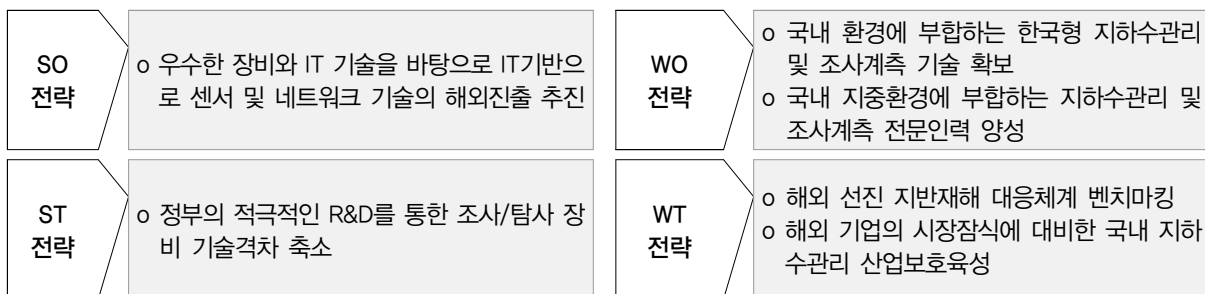 SO
전략
o 우수한 장비와 IT 기술을 바탕으로 IT기반으
로 센서 및 네트워크 기술의 해외진출 추진
WO
전략
o 국내 환경에 부합하는 한국형 지하수관리
및 조사계측 기술 확보
o 국내 지중환경에 부합하는 지하수관리 및
조사계측 전문인력 양성
ST
전략
o 정부의 적극적인 R&D를 통한 조사/탐사 장
비 기술격차 축소
WT
전략
o 해외 선진 지반재해 대응체계 벤치마킹
o 해외 기업의 시장잠식에 대비한 국내 지하
수관리 산업보호육성